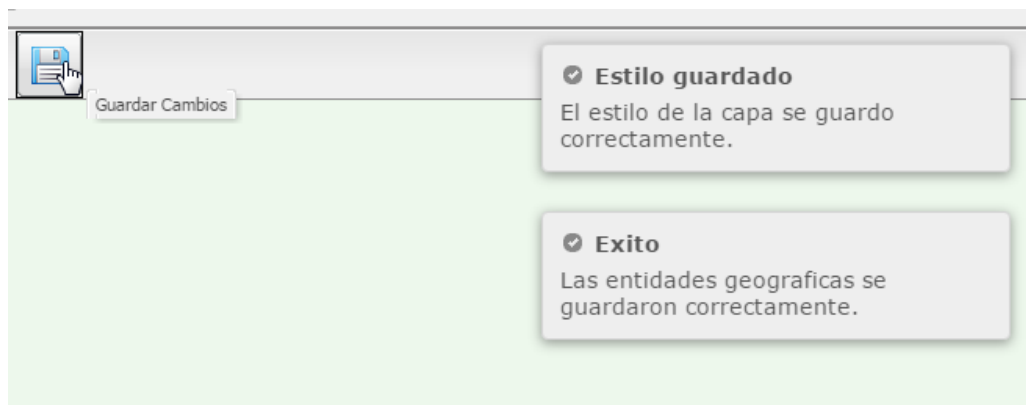 Guardar Cambios
Estilo guardado
El estilo de la capa se guardo
correctamente.
Exito
Las entidades geograficas se
guardaron correctamente.